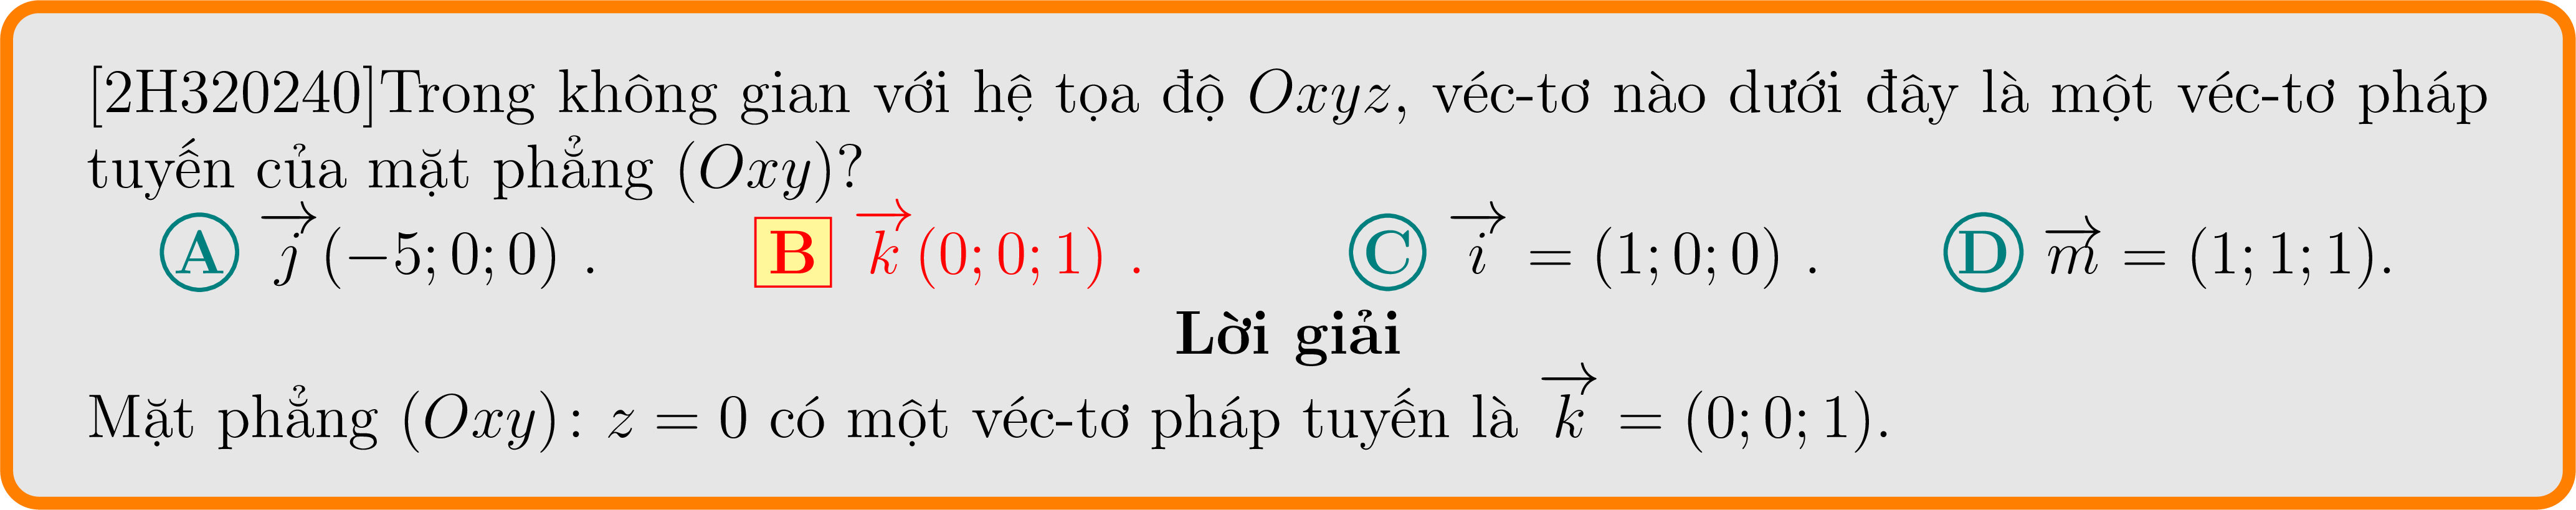 [2H320240]Trong không gian với hệ tọa độ Oxyz, véc-tơ nào dưới đây là một véc-tơ pháp
tuyến của mặt phẳng (Oxy)?
A $\overrightarrow{j}(-5;0;0)$ . B $\overrightarrow{k}(0;0;1)$ . C $\overrightarrow{i} = (1;0;0)$ . D $\overrightarrow{m} = (1;1;1)$.
Lời giải
Mặt phẳng (Oxy): z = 0 có một véc-tơ pháp tuyến là $\overrightarrow{k} = (0;0;1)$.